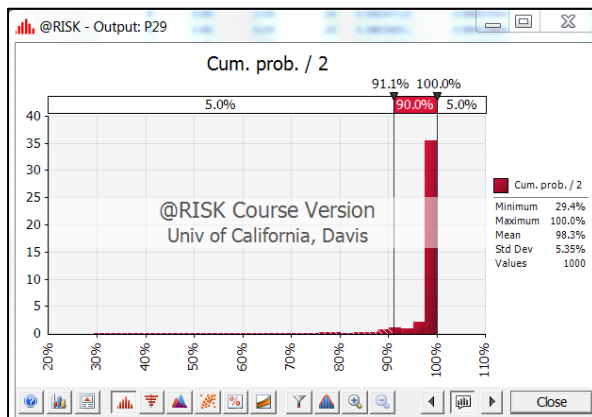 @RISK - Output: P29
Cum. prob. / 2
91.1% 100.0%
5.0% 90.0% 5.0%
40
35
30
25
20
15
10
5
0
@RISK Course Version
Univ of California, Davis
Cum. prob. / 2
Minimum 29.4%
Maximum 100.0%
Mean 98.3%
Std Dev 5.35%
Values 1000
20% 30% 40% 50% 60% 70% 80% 90% 100% 110%
Close